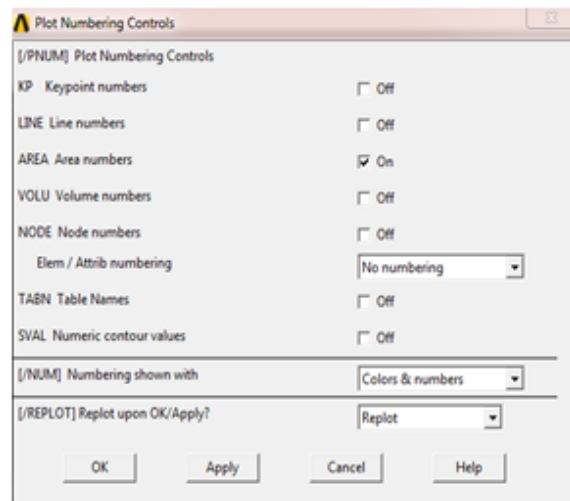 Plot Numbering Controls
[/PNUM] Plot Numbering Controls
KP Keypoint numbers Off
LINE Line numbers Off
AREA Area numbers On
VOLU Volume numbers Off
NODE Node numbers Off
Elem / Attrib numbering No numbering
TABN Table Names Off
SVAL Numeric contour values Off
[/NUM] Numbering shown with Colors & numbers
[/REPLOT] Replot upon OK/Apply? Replot
OK Apply Cancel Help